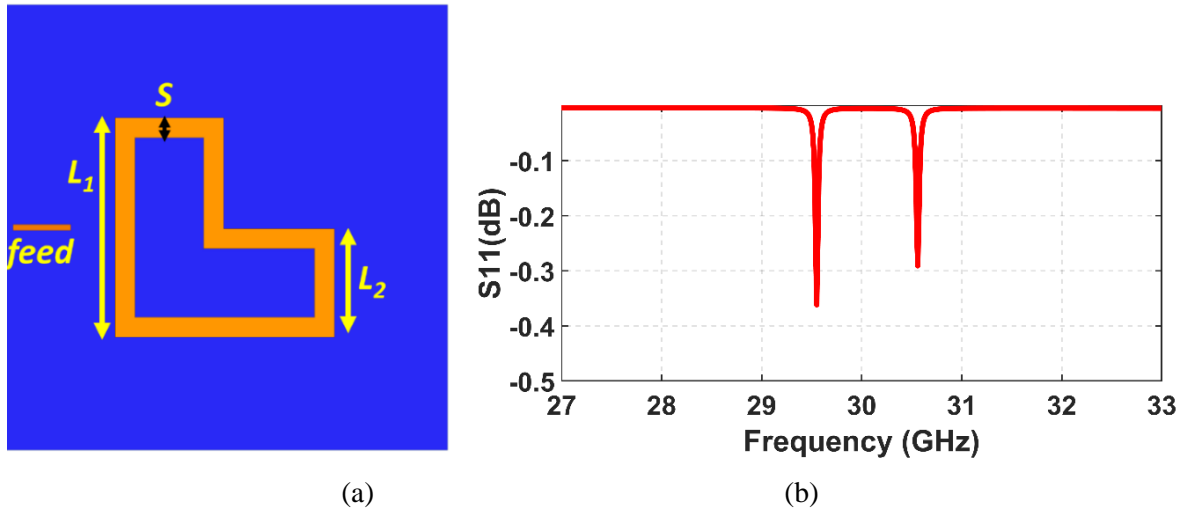 S
L1
feed
L2
S11(dB)
-0.1
-0.2
-0.3
-0.4
-0.5
27 28 29 30 31 32 33
Frequency (GHz)
(a) (b)